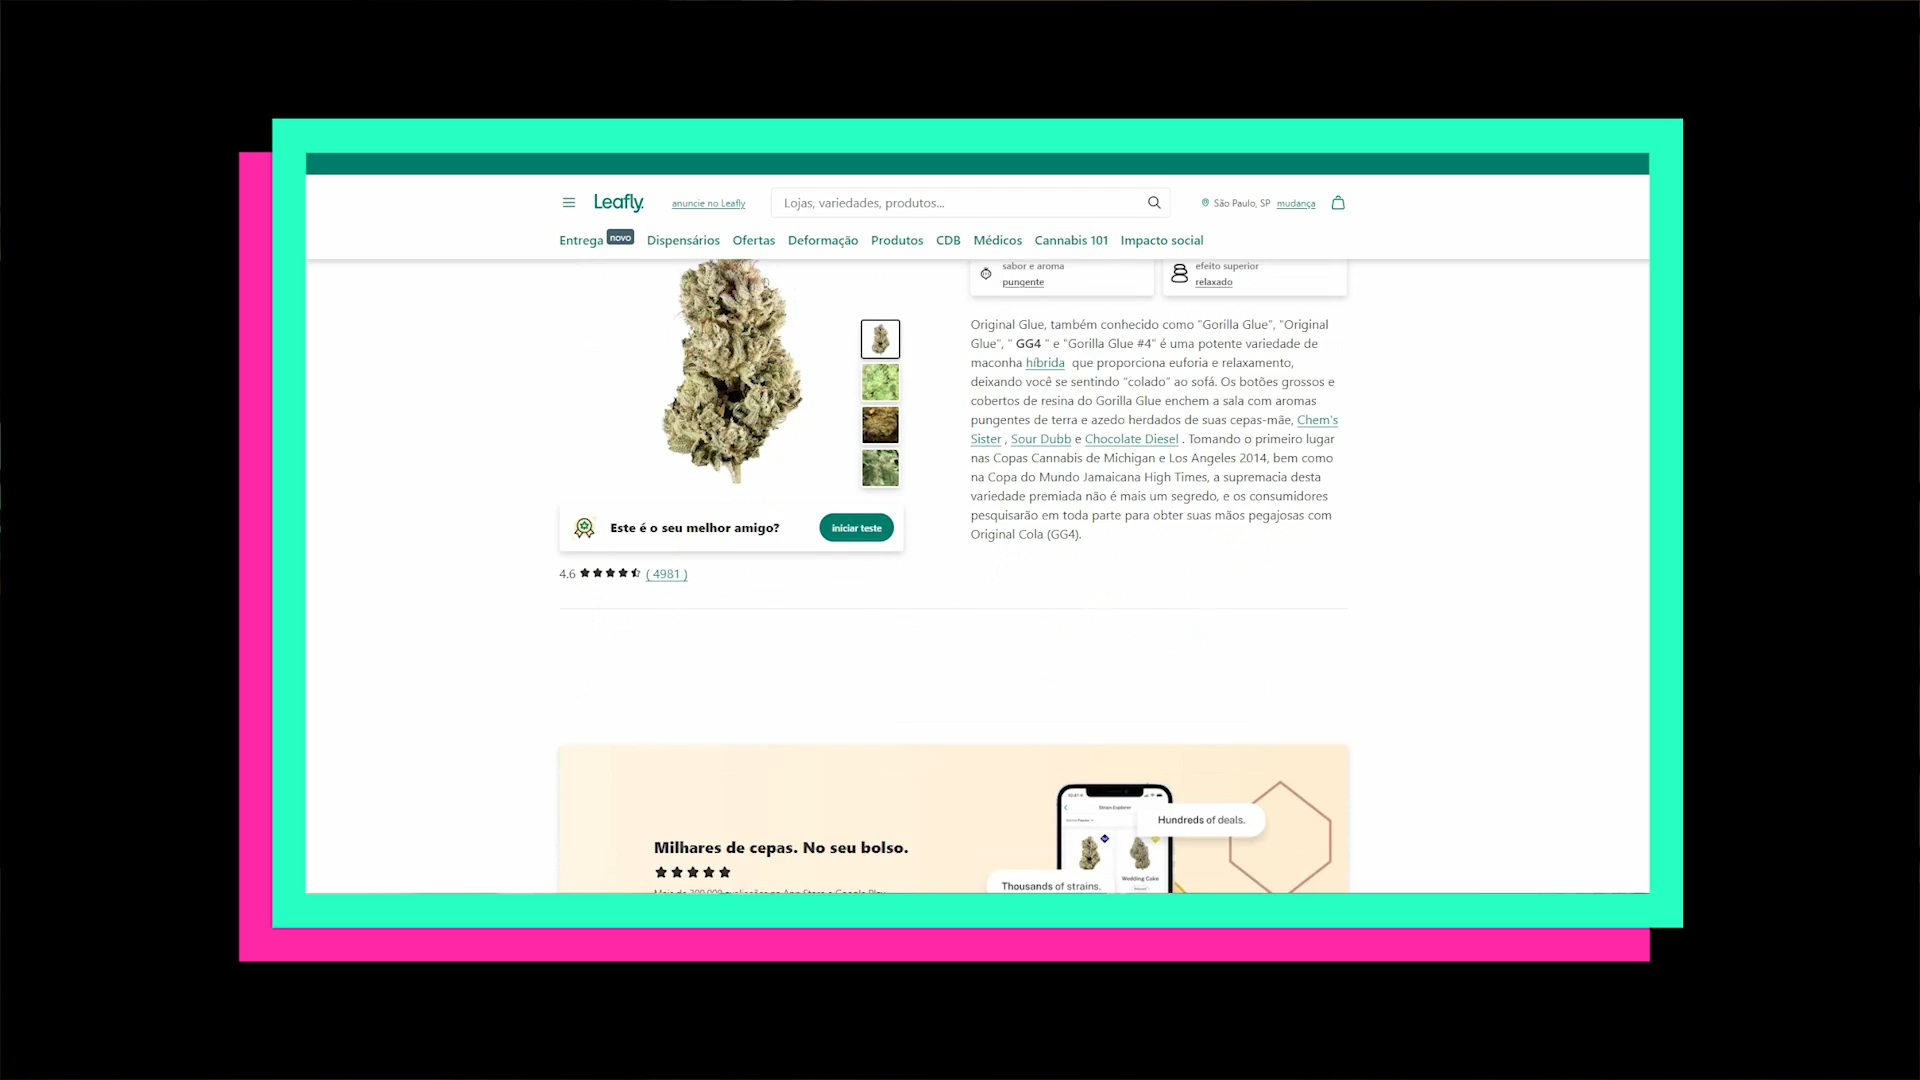 Leafly.
anuncie no Leafly
Lojas, variedades, produtos...
São Paulo, SP mudança
Entrega novo Dispensários Ofertas Deformação Produtos CDB Médicos Cannabis 101 Impacto social
sabor e aroma
pungente
efeito superior
relaxado
Original Glue, também conhecido como "Gorilla Glue", "Original
Glue", " GG4 " e "Gorilla Glue #4" é uma potente variedade de
maconha híbrida que proporciona euforia e relaxamento,
deixando você se sentindo "colado" ao sofá. Os botões grossos e
cobertos de resina do Gorilla Glue enchem a sala com aromas
pungentes de terra e azedo herdados de suas cepas-mãe, Chem's
Sister , Sour Dubb e Chocolate Diesel . Tomando o primeiro lugar
nas Copas Cannabis de Michigan e Los Angeles 2014, bem como
na Copa do Mundo Jamaicana High Times, a supremacia desta
variedade premiada não é mais um segredo, e os consumidores
pesquisarão em toda parte para obter suas mãos pegajosas com
Original Cola (GG4).
Este é o seu melhor amigo?
iniciar teste
4.6 ( 4981 )
Milhares de cepas. No seu bolso.
Strain Explorer
Hundreds of deals.
Wedding Cake
Thousands of strains.